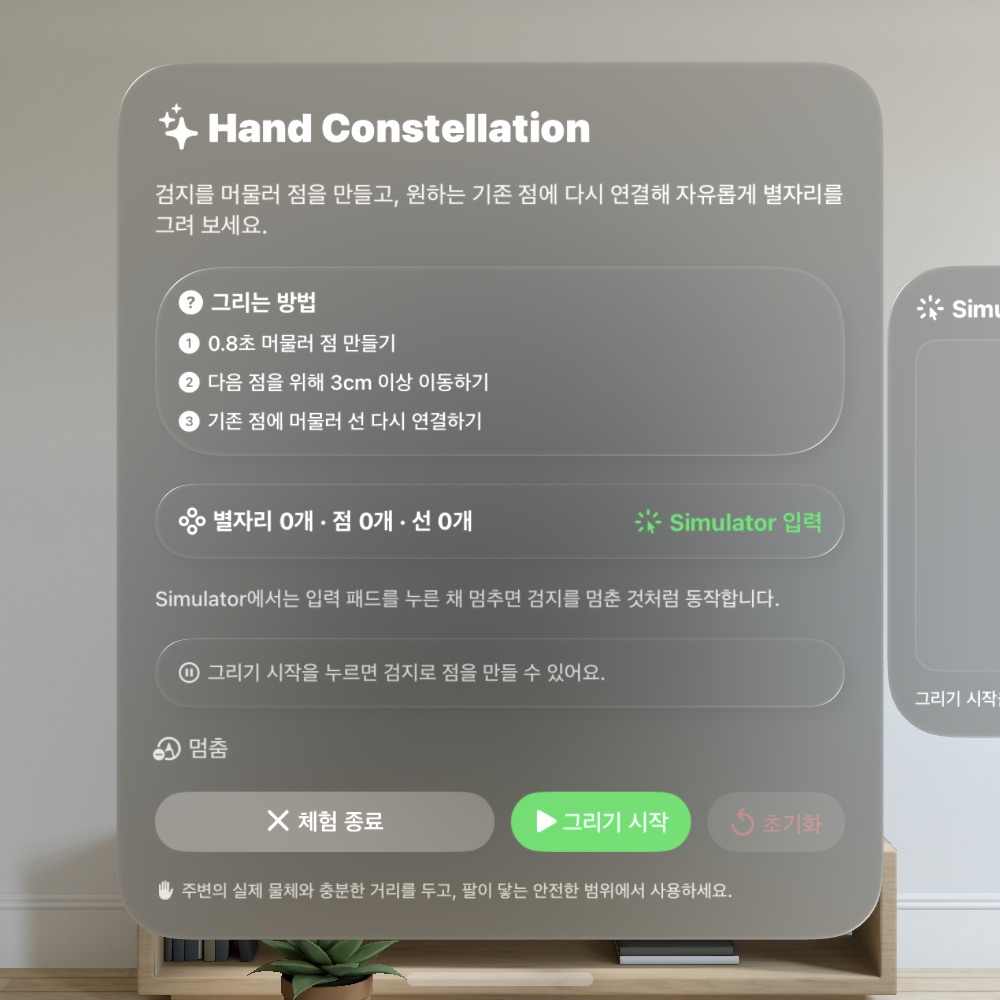 Hand Constellation
검지를 머물러 점을 만들고, 원하는 기존 점에 다시 연결해 자유롭게 별자리를
그려 보세요.
? 그리는 방법
1 0.8초 머물러 점 만들기
2 다음 점을 위해 3cm 이상 이동하기
3 기존 점에 머물러 선 다시 연결하기
별자리 0개 · 점 0개 · 선 0개
Simulator 입력
Simulator에서는 입력 패드를 누른 채 멈추면 검지를 멈춘 것처럼 동작합니다.
그리기 시작을 누르면 검지로 점을 만들 수 있어요.
멈춤
체험 종료
그리기 시작
초기화
주변의 실제 물체와 충분한 거리를 두고, 팔이 닿는 안전한 범위에서 사용하세요.
그리기